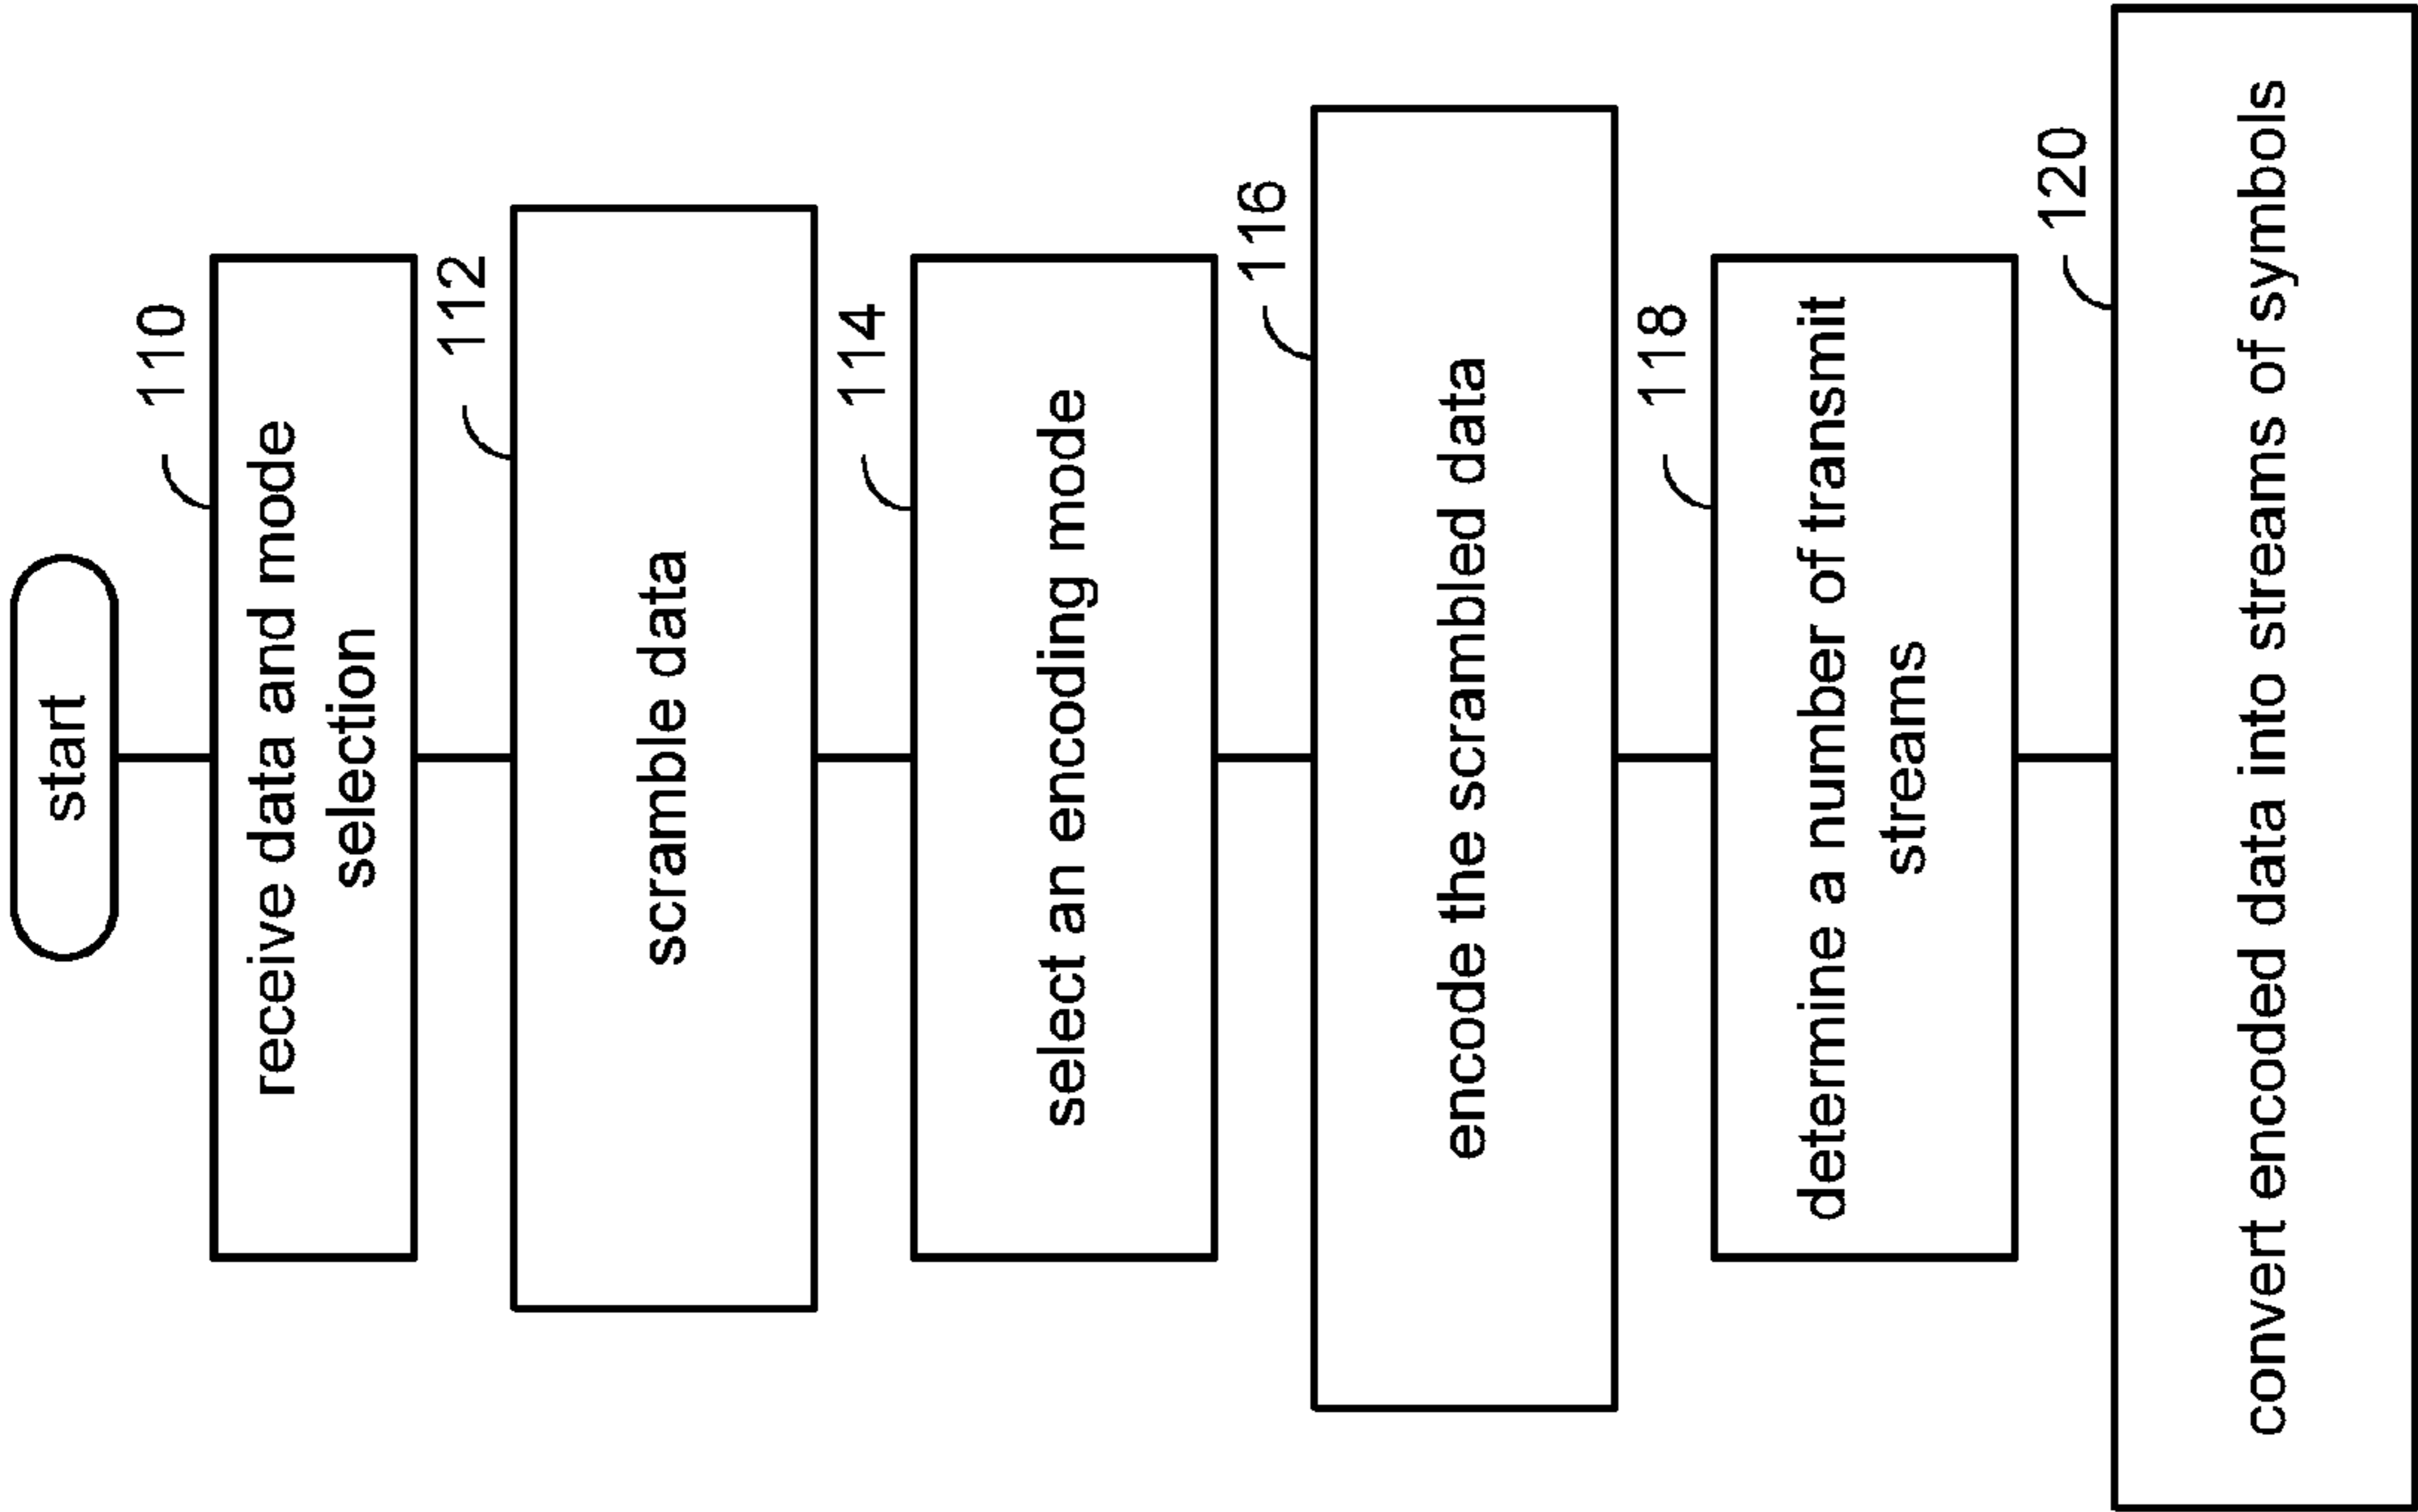 start
110
receive data and mode
selection
112
scramble data
114
select an encoding mode
116
encode the scrambled data
118
determine a number of transmit
streams
120
convert encoded data into streams of symbols